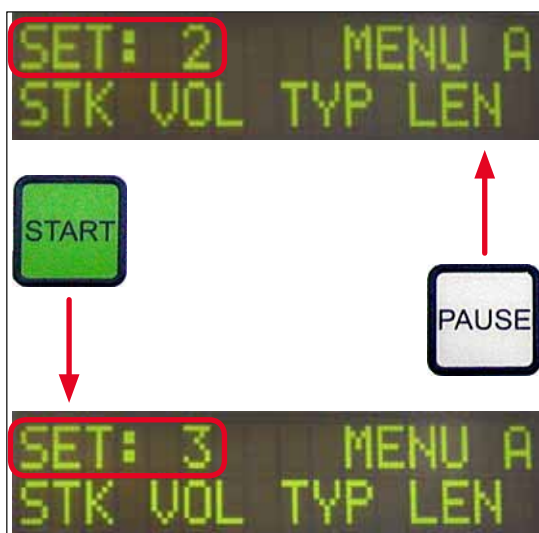 SET: 2 MENU A
STK VOL TYP LEN
START
PAUSE
SET: 3 MENU A
STK VOL TYP LEN